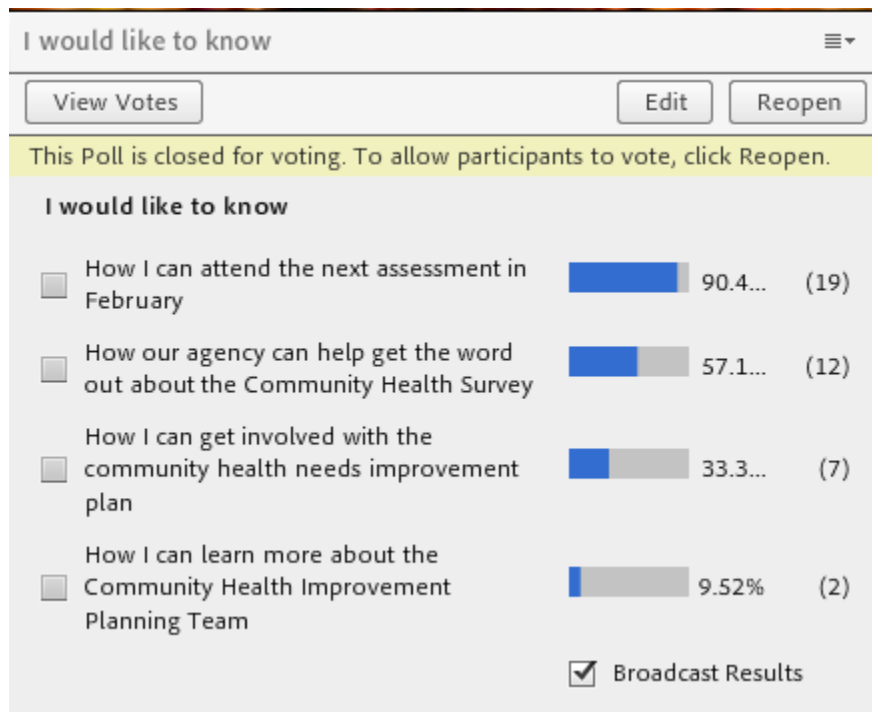 I would like to know
View Votes Edit Reopen
This Poll is closed for voting. To allow participants to vote, click Reopen.
I would like to know
How I can attend the next assessment in
February
90.4... (19)
How our agency can help get the word
out about the Community Health Survey
57.1... (12)
How I can get involved with the
community health needs improvement
plan
33.3... (7)
How I can learn more about the
Community Health Improvement
Planning Team
9.52% (2)
Broadcast Results